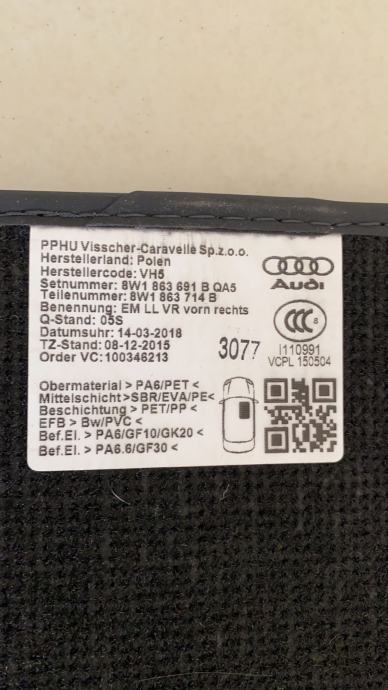 PPHU Visscher-Caravelle Sp.z.o.o.
Herstellerland: Polen
Herstellercode: VH5
Setnummer: 8W1 863 691 B QA5
Teilenummer: 8W1 863 714 B
Benennung: EM LL VR vorn rechts
Q-Stand: 05S
Datumsuhr: 14-03-2018
TZ-Stand: 08-12-2015
Order VC: 100346213
3077
Audi
CCC S
I110991
VCPL 150504
Obermaterial > PA6/PET <
Mittelschicht >SBR/EVA/PE<
Beschichtung > PET/PP <
EFB > Bw/PVC <
Bef.El. > PA6/GF10/GK20 <
Bef.El. > PA6.6/GF30 <